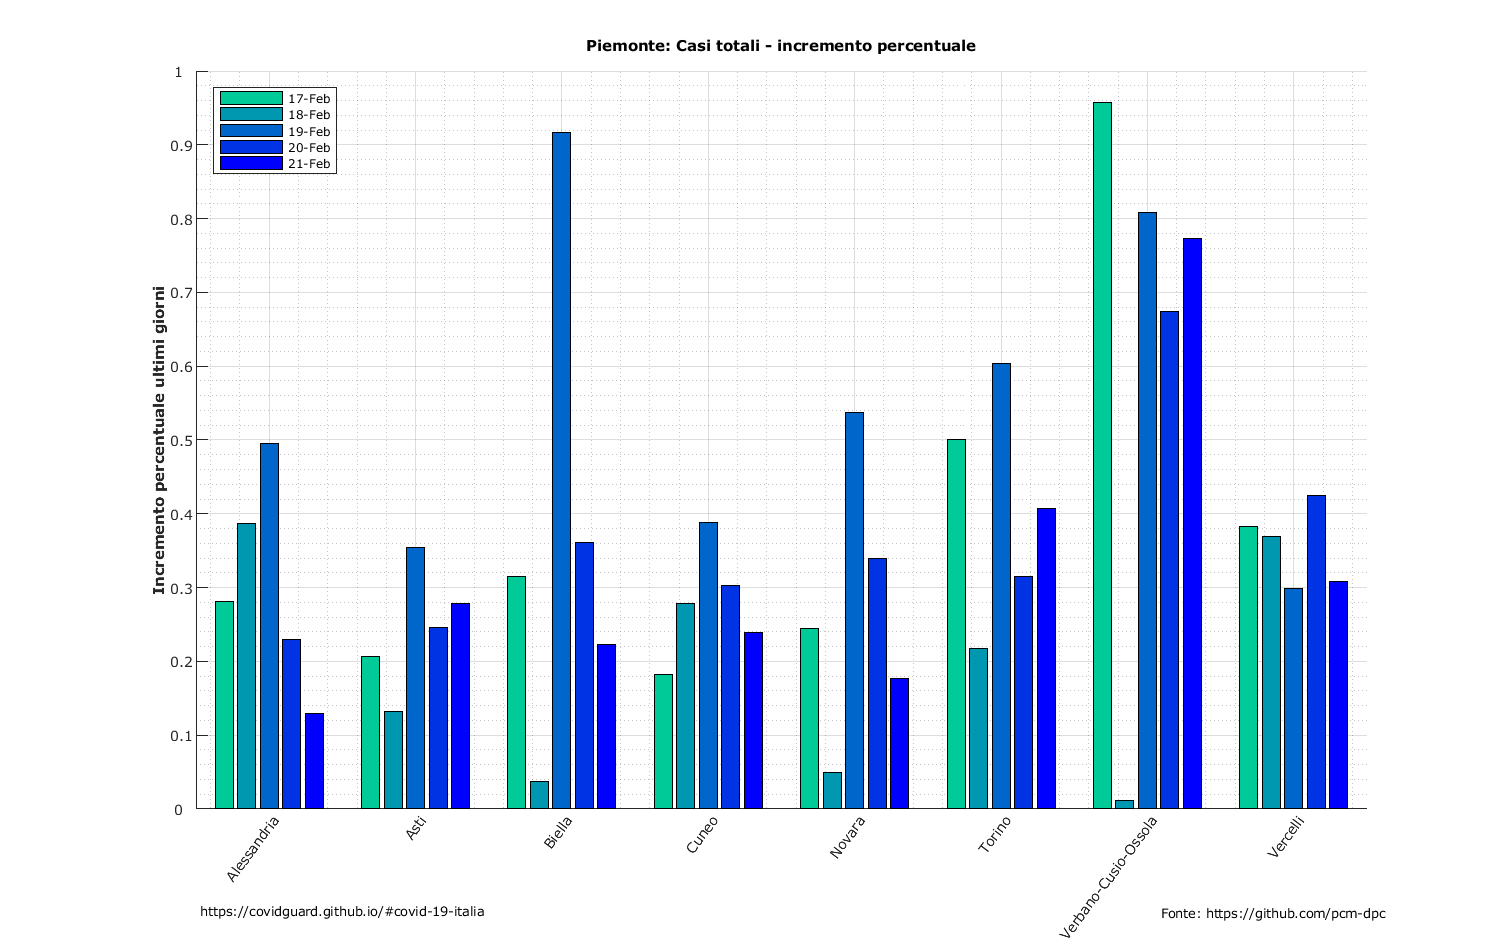 Piemonte: Casi totali - incremento percentuale
1
0.9
0.8
0.7
0.6
0.5
0.4
0.3
0.2
0.1
0
Incremento percentuale ultimi giorni
17-Feb
18-Feb
19-Feb
20-Feb
21-Feb
Alessandria
Asti
Biella
Cuneo
Novara
Torino
Verbano-Cusio-Ossola
Vercelli
https://covidguard.github.io/#covid-19-italia
Fonte: https://github.com/pcm-dpc